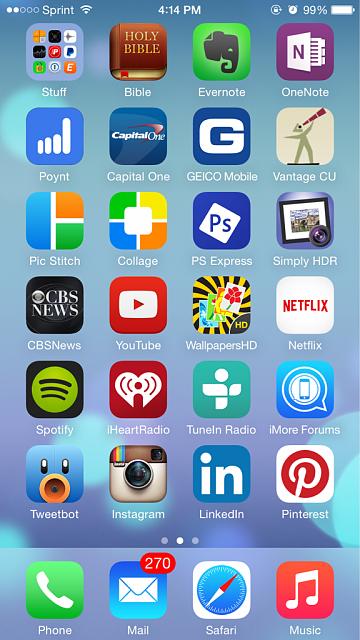 Sprint 4:14 PM 99%
HOLY BIBLE N
Stuff Bible Evernote OneNote
CapitalOne G
Poynt Capital One GEICO Mobile Vantage CU
Ps
Pic Stitch Collage PS Express Simply HDR
CBS NEWS HD NETFLIX
CBSNews YouTube WallpapersHD Netflix
Spotify iHeartRadio TuneIn Radio iMore Forums
in
Tweetbot Instagram LinkedIn Pinterest
270
Phone Mail Safari Music